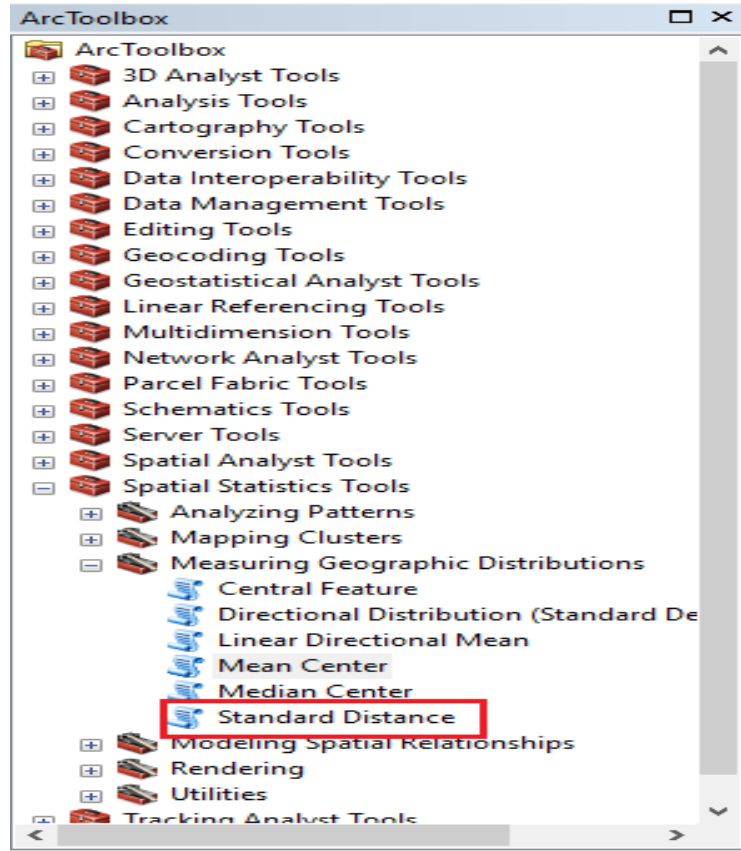 ArcToolbox
ArcToolbox
3D Analyst Tools
Analysis Tools
Cartography Tools
Conversion Tools
Data Interoperability Tools
Data Management Tools
Editing Tools
Geocoding Tools
Geostatistical Analyst Tools
Linear Referencing Tools
Multidimension Tools
Network Analyst Tools
Parcel Fabric Tools
Schematics Tools
Server Tools
Spatial Analyst Tools
Spatial Statistics Tools
Analyzing Patterns
Mapping Clusters
Measuring Geographic Distributions
Central Feature
Directional Distribution (Standard De
Linear Directional Mean
Mean Center
Median Center
Standard Distance
Modeling Spatial Relationships
Rendering
Utilities
Tracking Analyst Tools